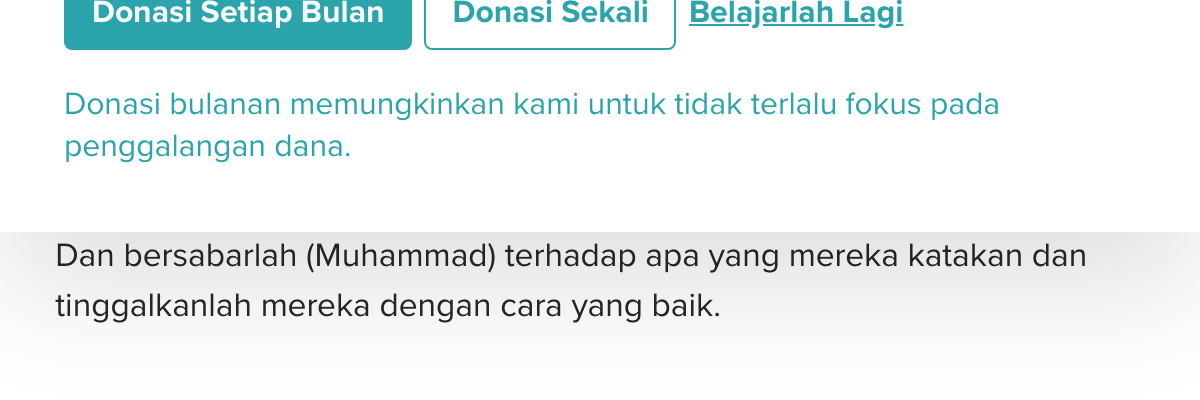 Donasi Setiap Bulan Donasi Sekali Belajarlah Lagi
Donasi bulanan memungkinkan kami untuk tidak terlalu fokus pada
penggalangan dana.
Dan bersabarlah (Muhammad) terhadap apa yang mereka katakan dan
tinggalkanlah mereka dengan cara yang baik.